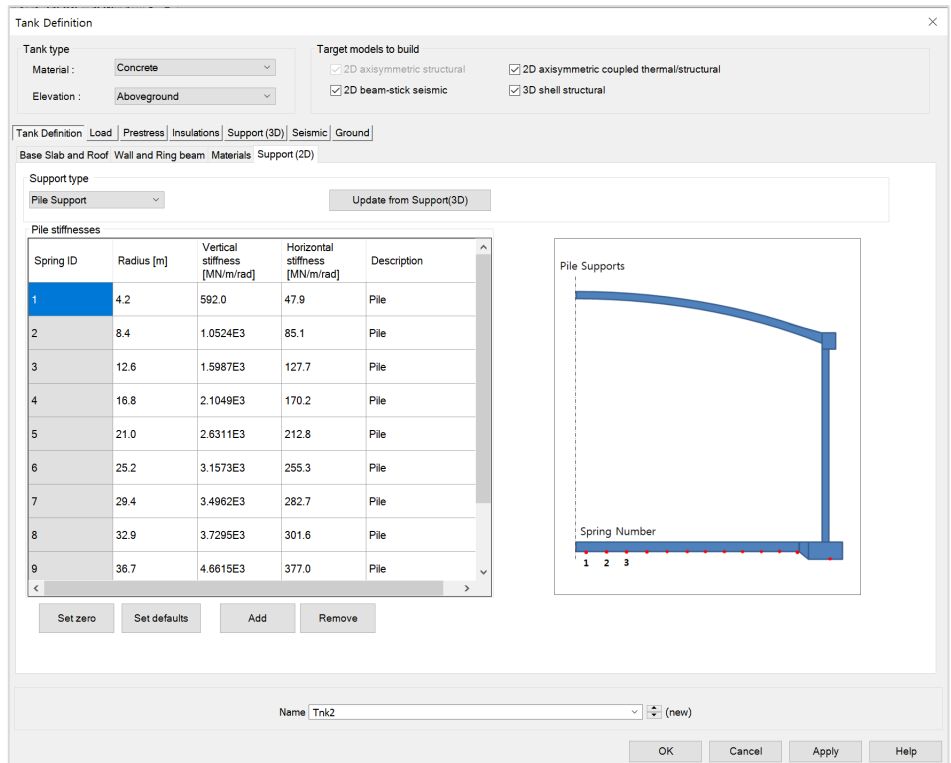 Tank Definition
Tank type
Material :
Concrete
Elevation :
Aboveground
Target models to build
2D axisymmetric structural
2D axisymmetric coupled thermal/structural
2D beam-stick seismic
3D shell structural
Tank Definition Load Prestress Insulations Support (3D) Seismic Ground
Base Slab and Roof Wall and Ring beam Materials Support (2D)
Support type
Pile Support
Update from Support(3D)
Pile stiffnesses
Spring ID Radius [m] Vertical stiffness [MN/m/rad] Horizontal stiffness [MN/m/rad] Description
1 4.2 592.0 47.9 Pile
2 8.4 1.0524E3 85.1 Pile
3 12.6 1.5987E3 127.7 Pile
4 16.8 2.1049E3 170.2 Pile
5 21.0 2.6311E3 212.8 Pile
6 25.2 3.1573E3 255.3 Pile
7 29.4 3.4962E3 282.7 Pile
8 32.9 3.7295E3 301.6 Pile
9 36.7 4.6615E3 377.0 Pile
Set zero Set defaults Add Remove
Pile Supports
Spring Number
1 2 3
Name Tnk2 (new)
OK Cancel Apply Help